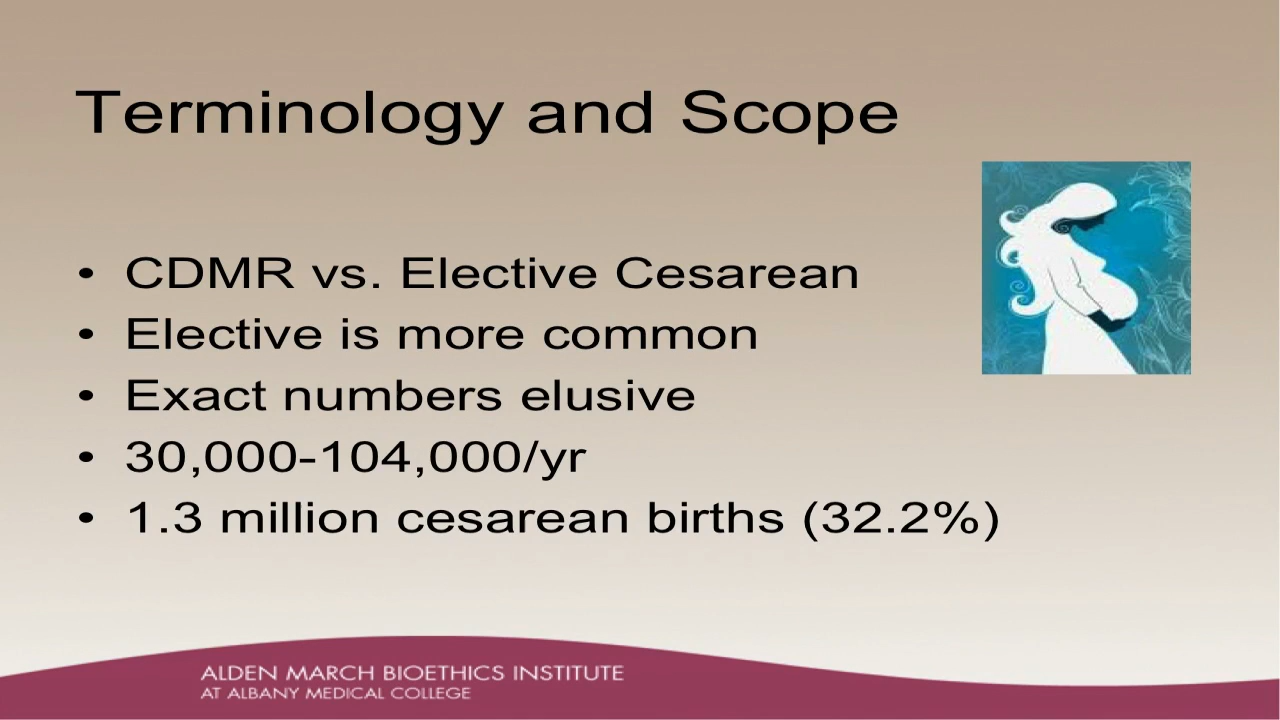 Terminology and Scope
• CDMR vs. Elective Cesarean
• Elective is more common
• Exact numbers elusive
• 30,000-104,000/yr
• 1.3 million cesarean births (32.2%)
ALDEN MARCH BIOETHICS INSTITUTE
AT ALBANY MEDICAL COLLEGE